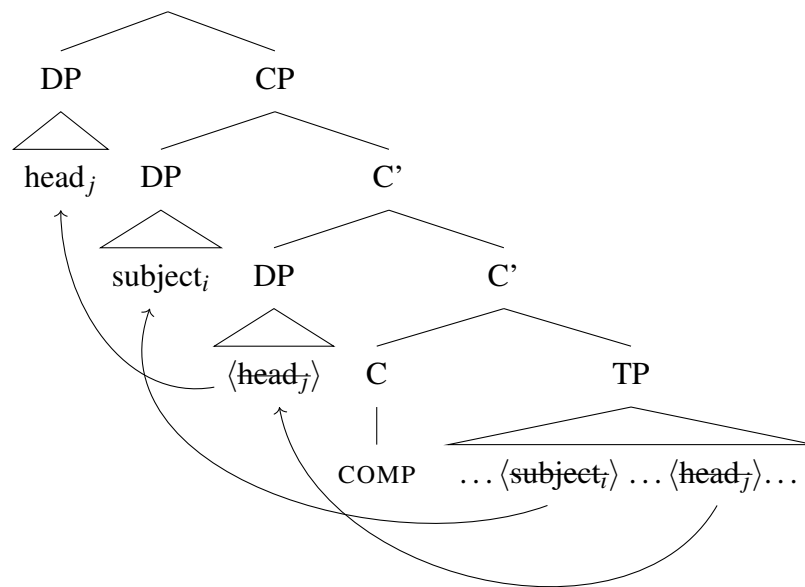 DP CP
head_j DP C'
subject_i DP C'
⟨head_j⟩ C TP
COMP …⟨subject_i⟩ …⟨head_j⟩…